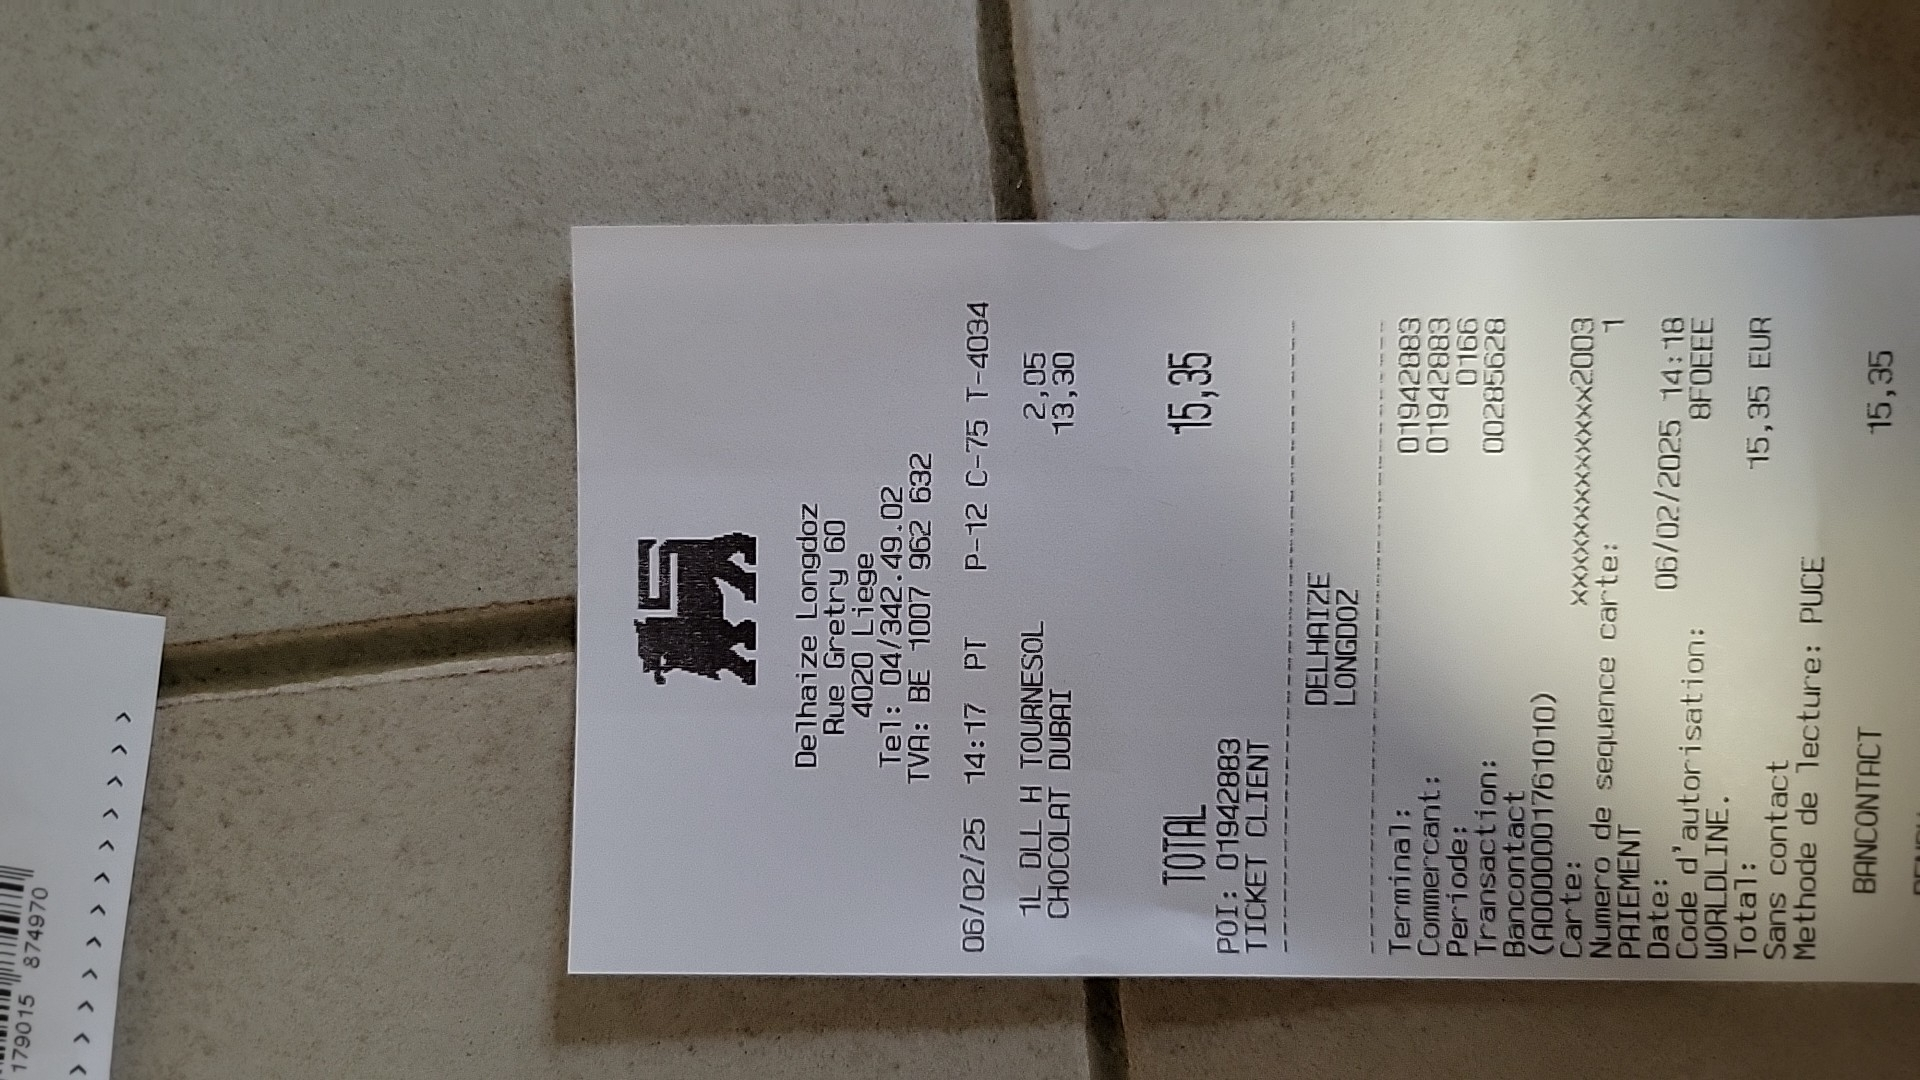 179015 874970
> > > > > > > > > > >
Delhaize Longdoz
Rue Gretry 60
4020 Liege
Tel: 04/342.49.02
TVA: BE 1007 962 632
06/02/25 14:17 PT P-12 C-75 T-4034
1L DLL H TOURNESOL 2,05
CHOCOLAT DUBAI 13,30
TOTAL 15,35
POI: 01942883
TICKET CLIENT
DELHAIZE
LONGDOZ
Terminal: 01942883
Commercant: 01942883
Periode: 0166
Transaction: 00285628
Bancontact
(A0000001761010)
Carte: xxxxxxxxxxxxxxx2003
Numero de sequence carte: 1
PAIEMENT
Date: 06/02/2025 14:18
Code d'autorisation: 8F0EEE
WORLDLINE.
Total: 15,35 EUR
Sans contact
Methode de lecture: PUCE
BANCONTACT 15,35